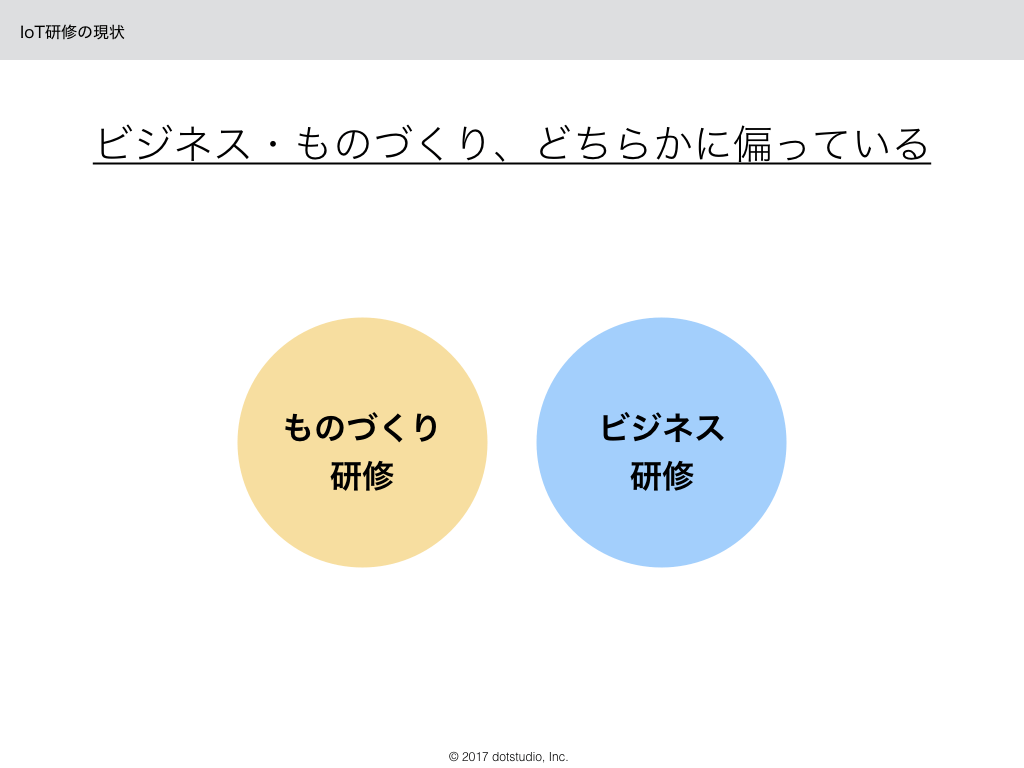 IoT研修の現状
ビジネス・ものづくり、どちらかに偏っている
ものづくり
研修
ビジネス
研修
© 2017 dotstudio, Inc.